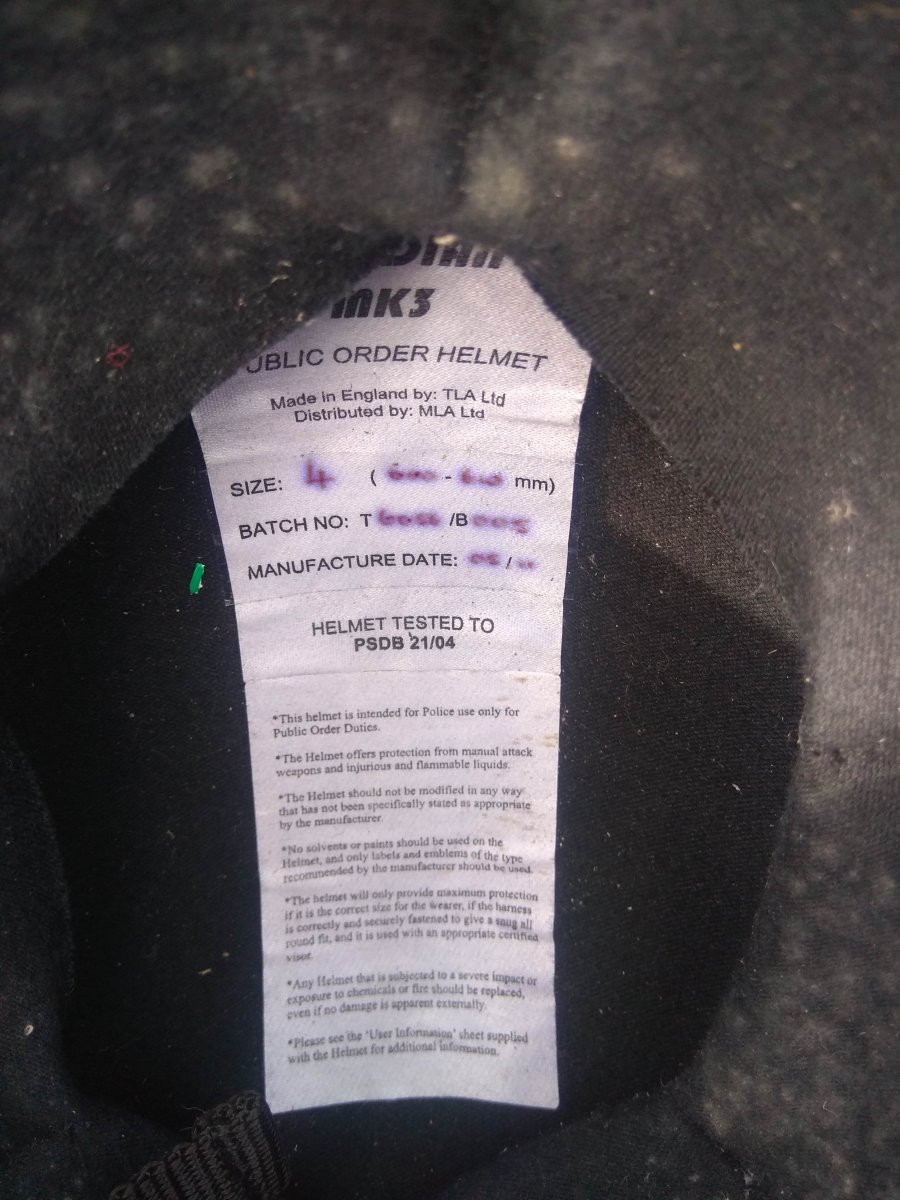 MK3
UBLIC ORDER HELMET
Made in England by: TLA Ltd
Distributed by: MLA Ltd
SIZE: 4 ( 600 - 610 mm)
BATCH NO: T /B 005
MANUFACTURE DATE: /
HELMET TESTED TO
PSDB 21/04
*This helmet is intended for Police use only for
Public Order Duties.
*The Helmet offers protection from manual attack
weapons and injurious and flammable liquids.
*The Helmet should not be modified in any way
that has not been specifically stated as appropriate
by the manufacturer.
*No solvents or paints should be used on the
Helmet, and only labels and emblems of the type
recommended by the manufacturer should be used.
*The helmet will only provide maximum protection
if it is the correct size for the wearer, if the harness
is correctly and securely fastened to give a snug all
round fit, and it is used with an appropriate certified
visor.
*Any Helmet that is subjected to a severe impact or
exposure to chemicals or fire should be replaced,
even if no damage is apparent externally.
*Please see the 'User Information' sheet supplied
with the Helmet for additional information.